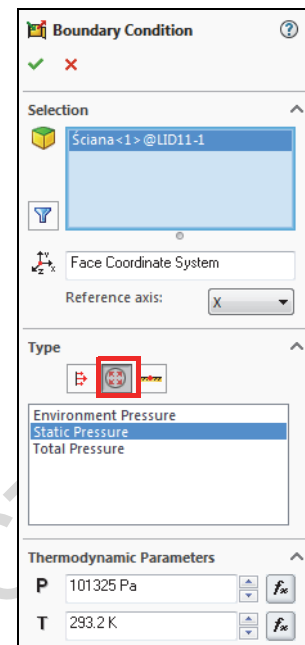 Boundary Condition
Selection
Ściana<1>@LID11-1
Face Coordinate System
Reference axis: X
Type
Environment Pressure
Static Pressure
Total Pressure
Thermodynamic Parameters
P 101325 Pa
T 293.2 K